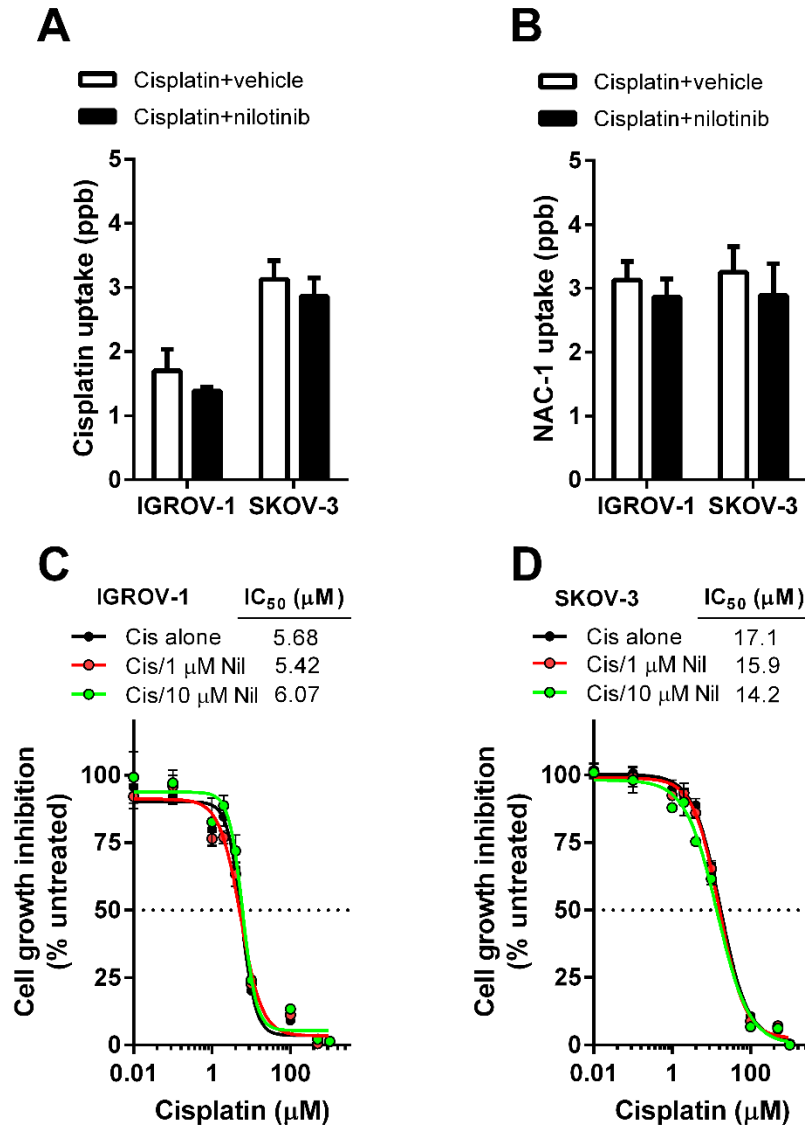 A
Cisplatin+vehicle
Cisplatin+nilotinib
Cisplatin uptake (ppb)
5
4
3
2
1
0
IGROV-1 SKOV-3
B
Cisplatin+vehicle
Cisplatin+nilotinib
NAC-1 uptake (ppb)
5
4
3
2
1
0
IGROV-1 SKOV-3
C
IGROV-1 IC50 (μM)
Cis alone 5.68
Cis/1 μM Nil 5.42
Cis/10 μM Nil 6.07
Cell growth inhibition
(% untreated)
100
75
50
25
0
0.01 1 100
Cisplatin (μM)
D
SKOV-3 IC50 (μM)
Cis alone 17.1
Cis/1 μM Nil 15.9
Cis/10 μM Nil 14.2
Cell growth inhibition
(% untreated)
100
75
50
25
0
0.01 1 100
Cisplatin (μM)